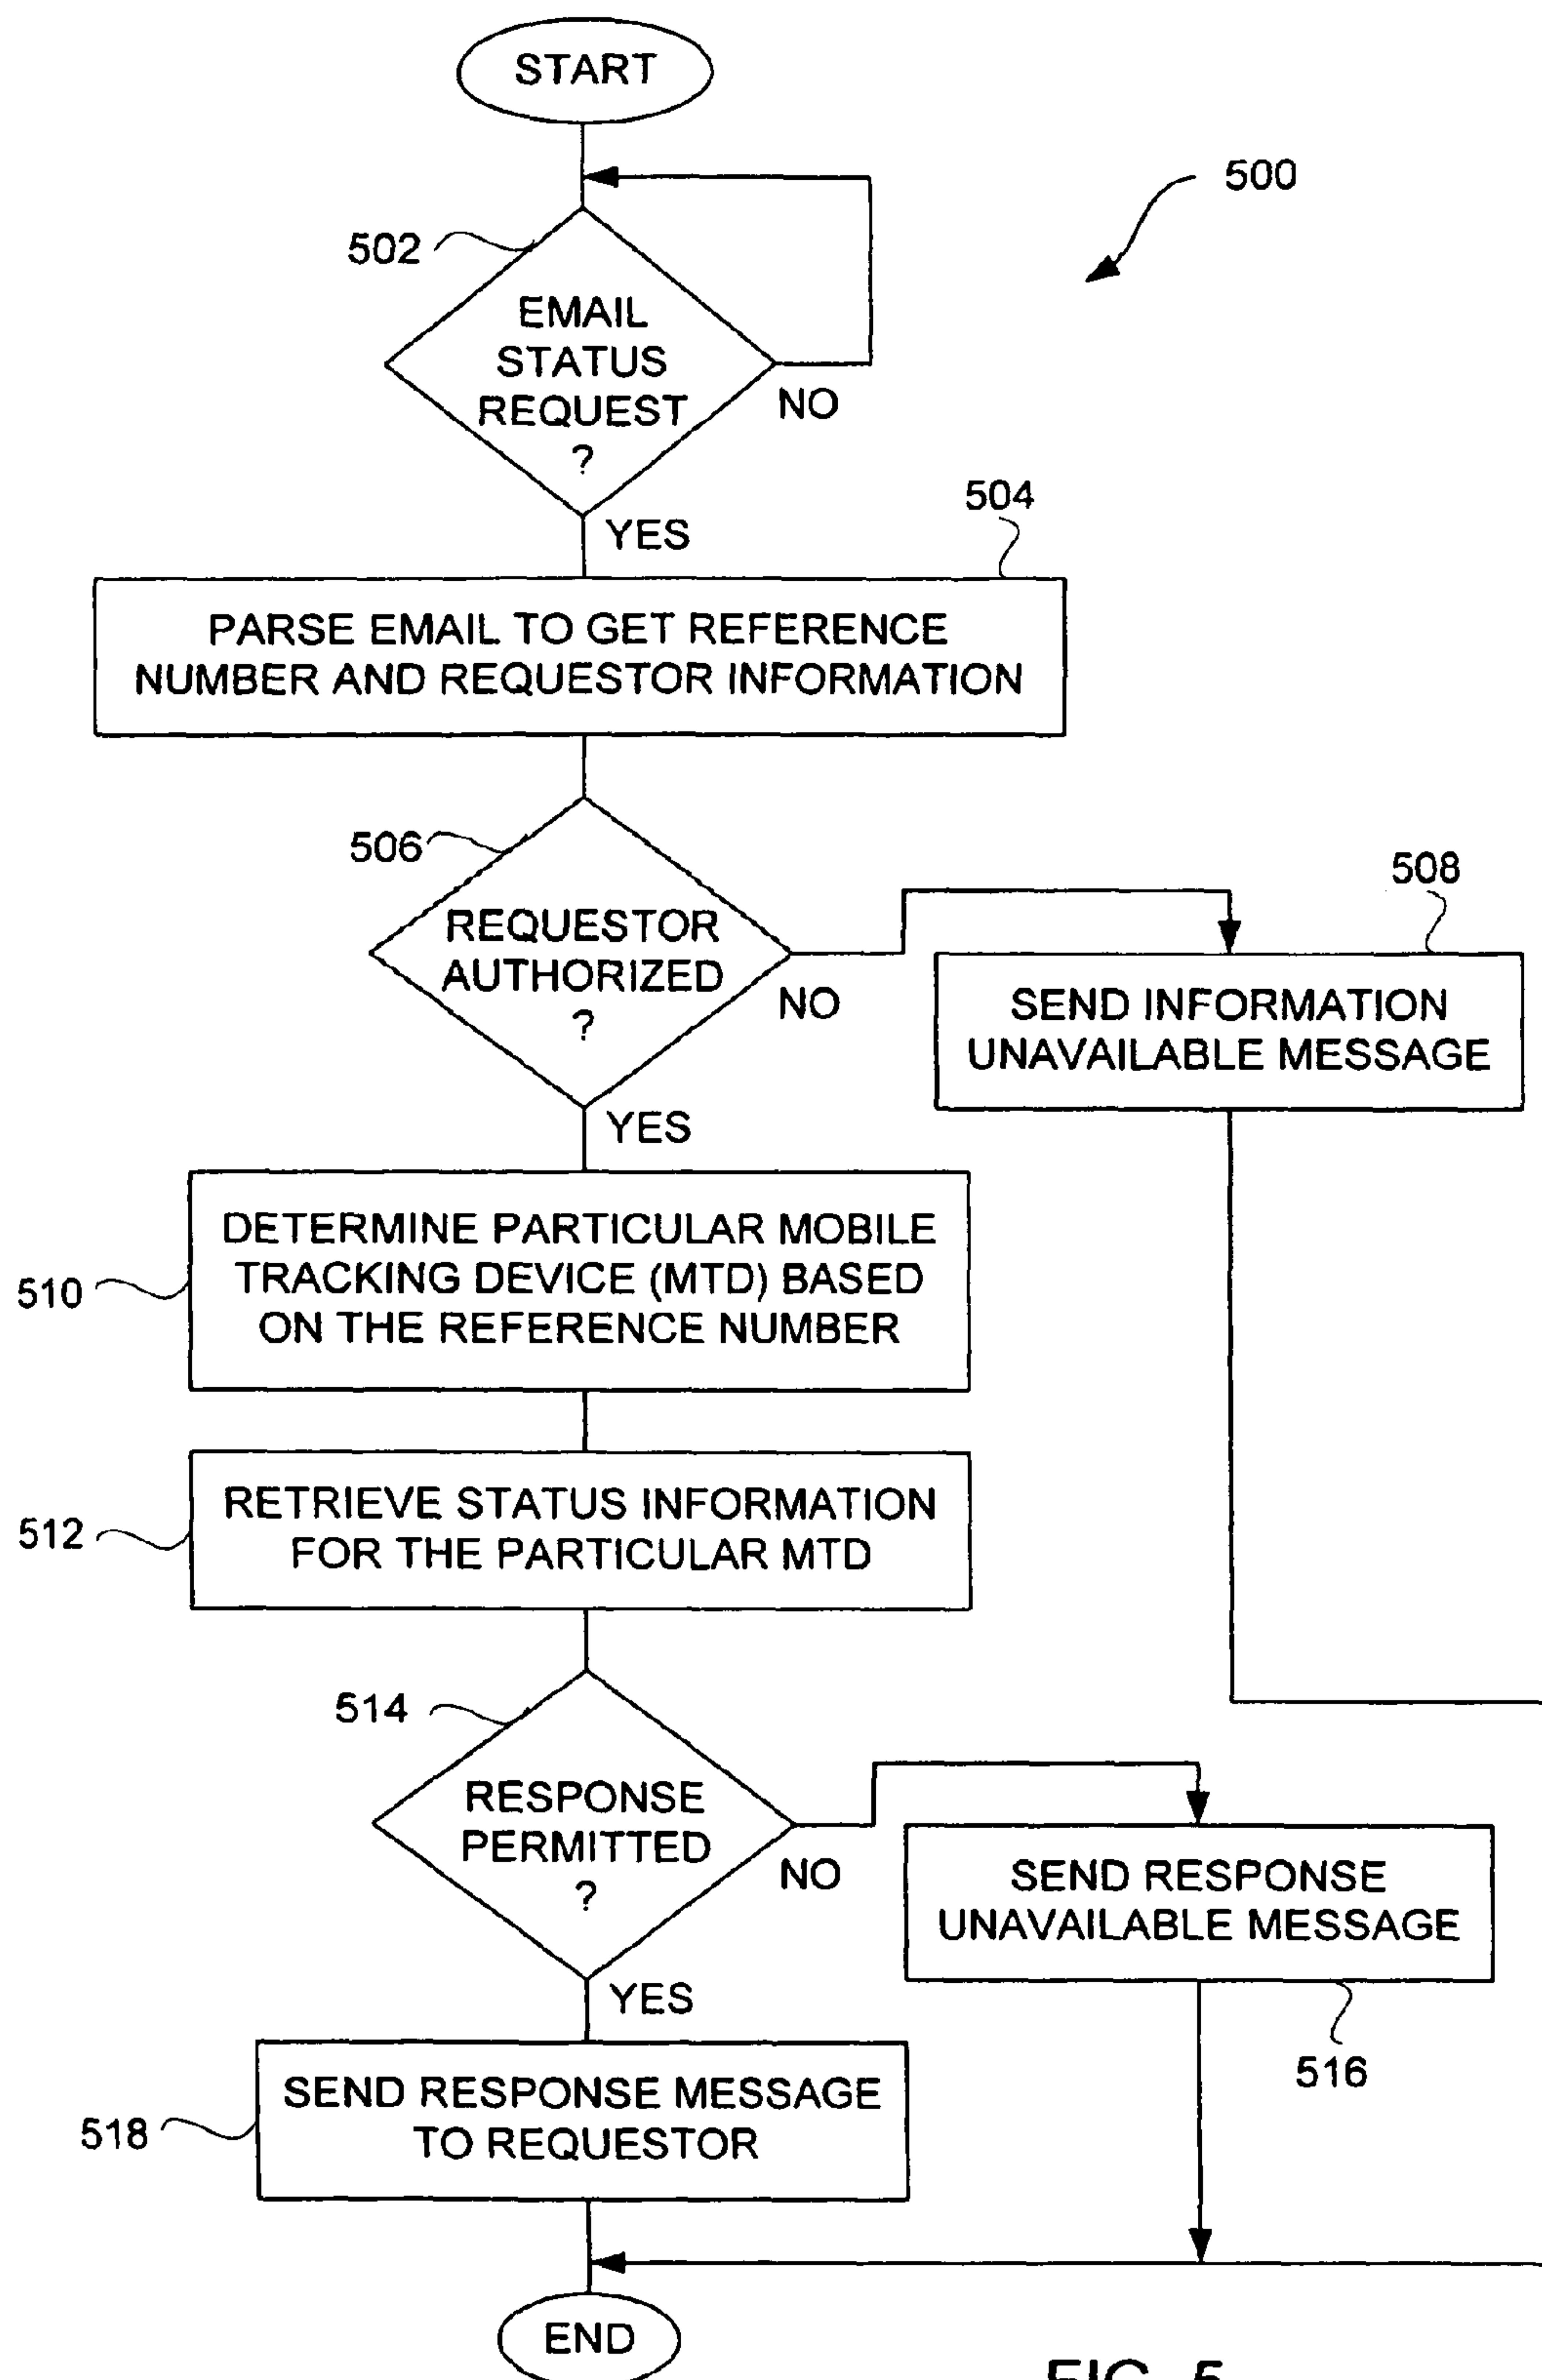 START
500
502
EMAIL
STATUS
REQUEST
?
NO
YES
504
PARSE EMAIL TO GET REFERENCE
NUMBER AND REQUESTOR INFORMATION
506
REQUESTOR
AUTHORIZED
?
NO
YES
508
SEND INFORMATION
UNAVAILABLE MESSAGE
510
DETERMINE PARTICULAR MOBILE
TRACKING DEVICE (MTD) BASED
ON THE REFERENCE NUMBER
512
RETRIEVE STATUS INFORMATION
FOR THE PARTICULAR MTD
514
RESPONSE
PERMITTED
?
NO
YES
SEND RESPONSE
UNAVAILABLE MESSAGE
516
518
SEND RESPONSE MESSAGE
TO REQUESTOR
END
FIG. 5